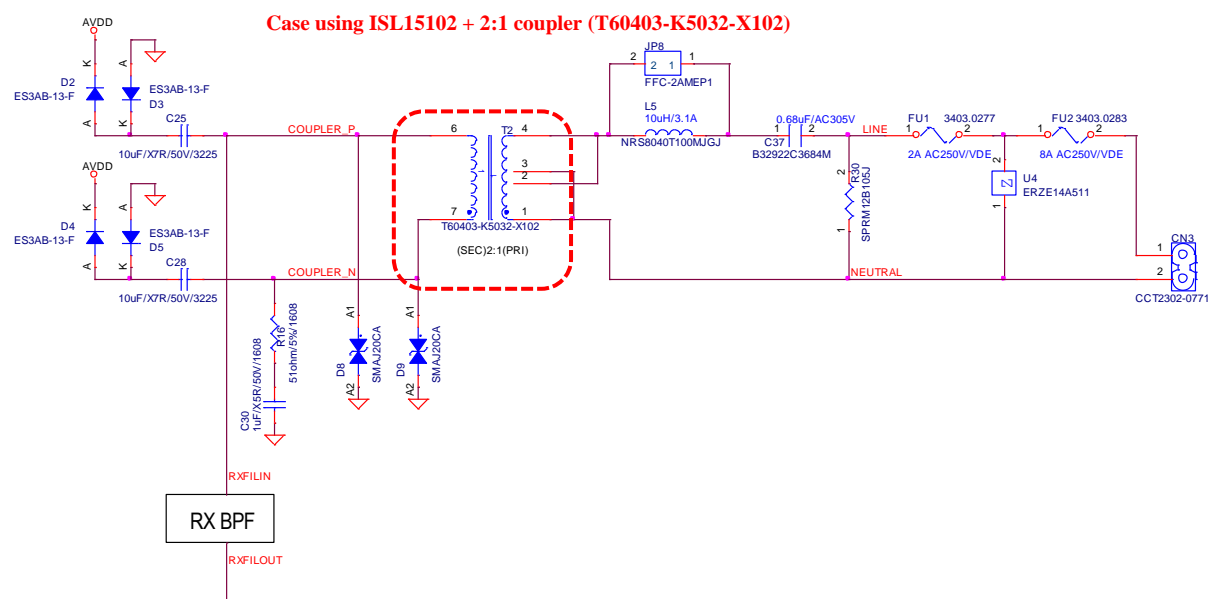 Case using ISL15102 + 2:1 coupler (T60403-K5032-X102)
AVDD
K
A
D2
ES3AB-13-F
A
K
ES3AB-13-F
D3
C25
10uF/X7R/50V/3225
COUPLER_P
AVDD
K
A
D4
ES3AB-13-F
A
K
ES3AB-13-F
D5
C28
10uF/X7R/50V/3225
COUPLER_N
6
7
T2
4
3
2
1
T60403-K5032-X102
(SEC)2:1(PRI)
JP8
2
2 1
1
FFC-2AMEP1
L5
10uH/3.1A
NRS8040T100MJGJ
0.68uF/AC305V
1
2
C37
B32922C3684M
LINE
FU1
3403.0277
1
2
2A AC250V/VDE
FU2
3403.0283
1
2
8A AC250V/VDE
2
R30
1
SPRM12B105J
2
1
U4
ERZE14A511
NEUTRAL
CN3
1
2
CCT2302-0771
R16
51ohm/5%/1608
C30
1uF/X5R/50V/1608
A1
D8
SMAJ20CA
A2
A1
D9
SMAJ20CA
A2
RXFILIN
RX BPF
RXFILOUT